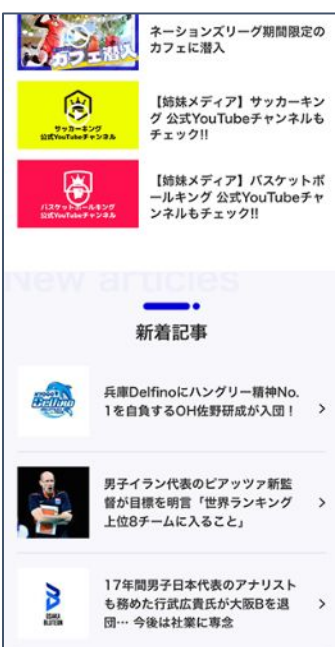 ネーションズリーグ期間限定の
カフェ潜入
カフェに潜入
サッカーキング
公式YouTubeチャンネル
【姉妹メディア】サッカーキン
グ 公式YouTubeチャンネルも
チェック!!
バスケットボールキング
公式YouTubeチャンネル
【姉妹メディア】バスケットボ
ールキング 公式YouTubeチャ
ンネルもチェック!!
New articles
新着記事
Delfino
兵庫Delfinoにハングリー精神No.
1を自負するOH佐野研成が入団！
男子イラン代表のピアッツァ新監
督が目標を明言「世界ランキング
上位8チームに入ること」
OSAKA
BLUTEON
17年間男子日本代表のアナリスト
も務めた行武広貴氏が大阪Bを退
団… 今後は社業に専念